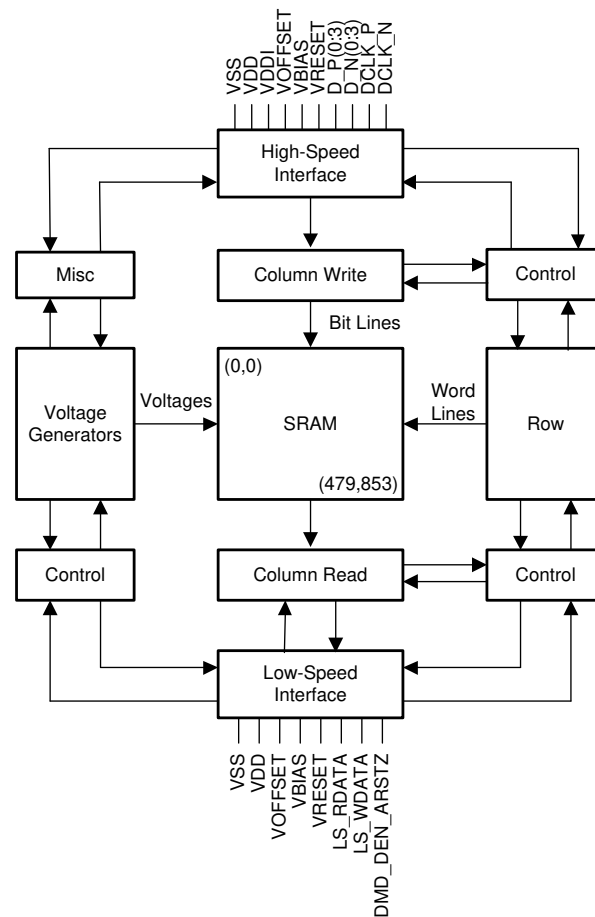 VSS
VDD
VDDI
VOFFSET
VBIAS
VRESET
D_P(0:3)
D_N(0:3)
DCLK_P
DCLK_N
High-Speed
Interface
Misc
Column Write
Control
Bit Lines
(0,0)
Voltage
Generators
Voltages
SRAM
Word
Lines
Row
(479,853)
Control
Column Read
Control
Low-Speed
Interface
VSS
VDD
VOFFSET
VBIAS
VRESET
LS_RDATA
LS_WDATA
DMD_DEN_ARSTZ